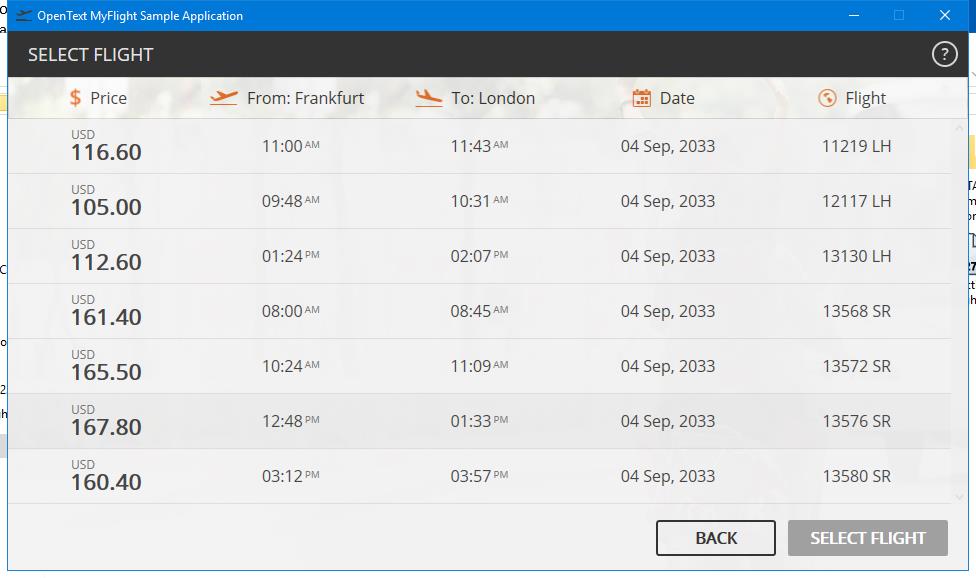 OpenText MyFlight Sample Application
SELECT FLIGHT
?
$ Price From: Frankfurt To: London Date Flight
USD
116.60 11:00 AM 11:43 AM 04 Sep, 2033 11219 LH
USD
105.00 09:48 AM 10:31 AM 04 Sep, 2033 12117 LH
USD
112.60 01:24 PM 02:07 PM 04 Sep, 2033 13130 LH
USD
161.40 08:00 AM 08:45 AM 04 Sep, 2033 13568 SR
USD
165.50 10:24 AM 11:09 AM 04 Sep, 2033 13572 SR
USD
167.80 12:48 PM 01:33 PM 04 Sep, 2033 13576 SR
USD
160.40 03:12 PM 03:57 PM 04 Sep, 2033 13580 SR
BACK SELECT FLIGHT